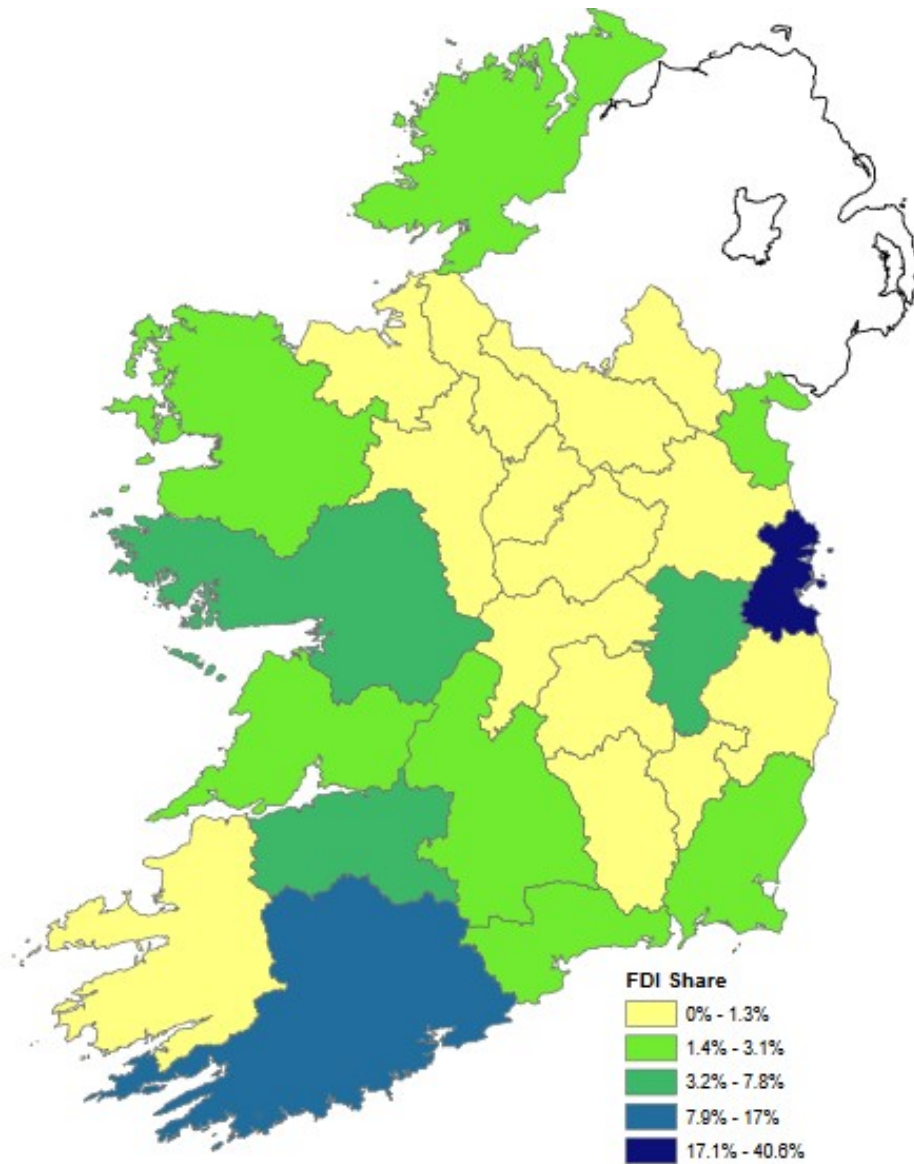 FDI Share
0% - 1.3%
1.4% - 3.1%
3.2% - 7.8%
7.9% - 17%
17.1% - 40.6%